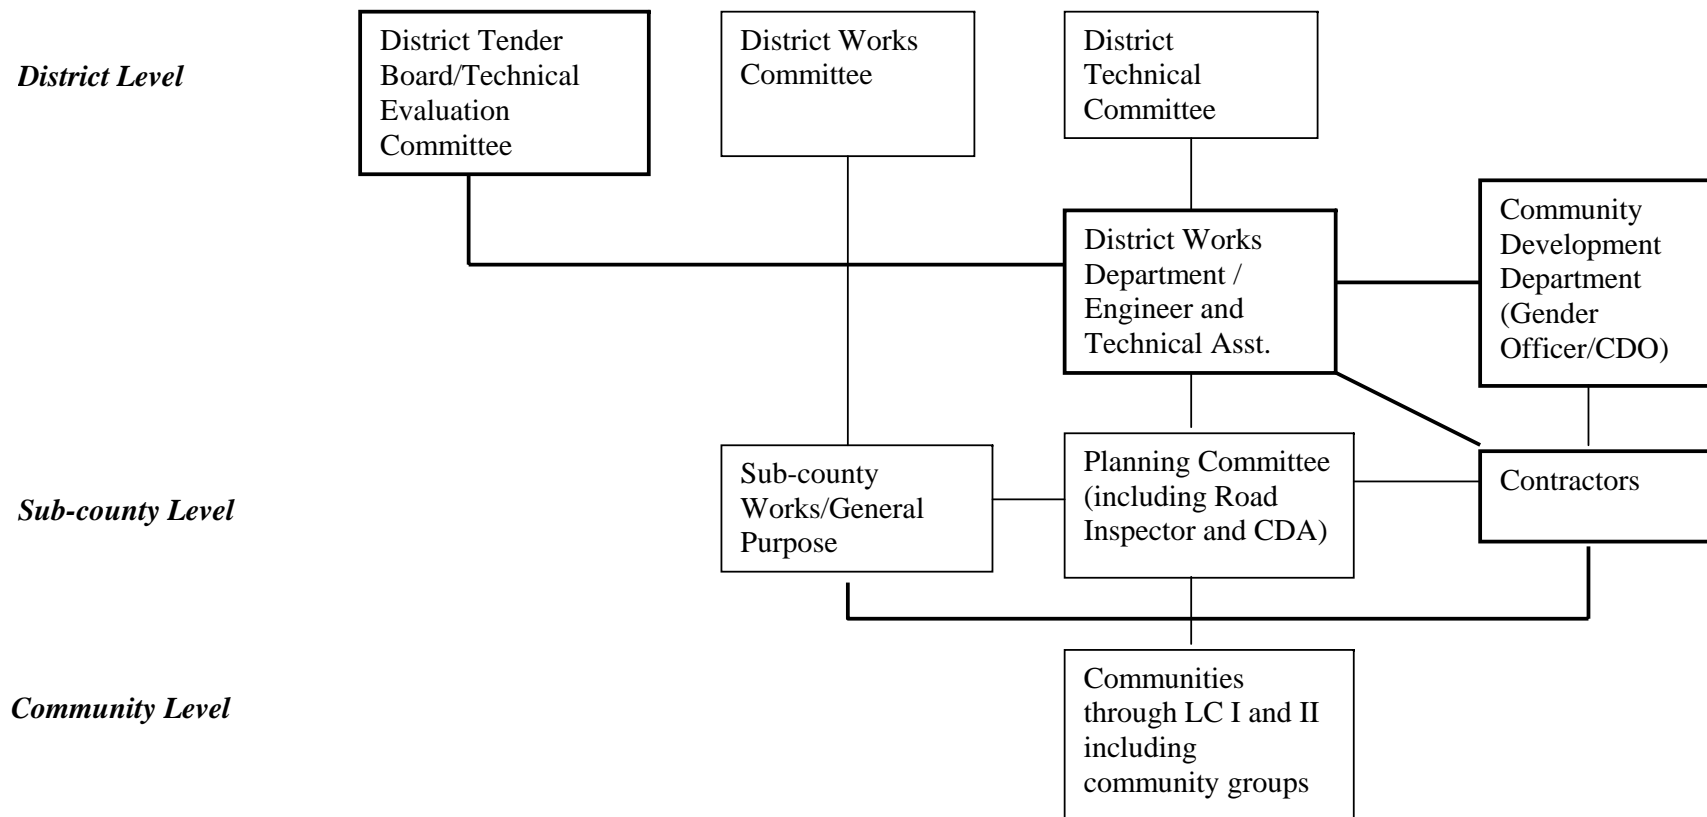 District Level
District Tender
Board/Technical
Evaluation
Committee
District Works
Committee
District
Technical
Committee
District Works
Department /
Engineer and
Technical Asst.
Community
Development
Department
(Gender
Officer/CDO)
Sub-county Level
Sub-county
Works/General
Purpose
Planning Committee
(including Road
Inspector and CDA)
Contractors
Community Level
Communities
through LC I and II
including
community groups